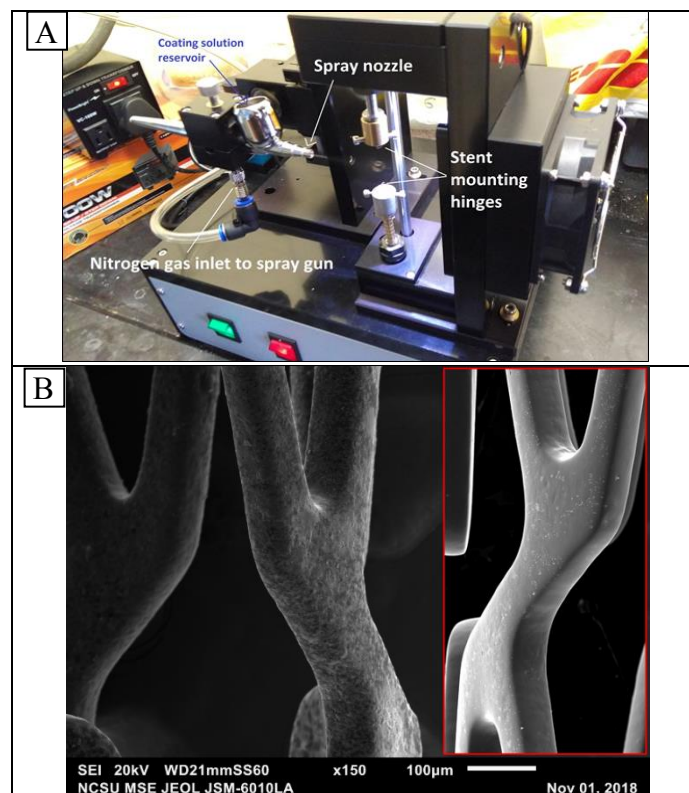 A
Coating solution
reservoir
Spray nozzle
Stent
mounting
hinges
Nitrogen gas inlet to spray gun
00W
B
SEI 20kV WD21mmSS60 x150 100μm
NCSU MSE JEOL JSM-6010LA Nov 01, 2018